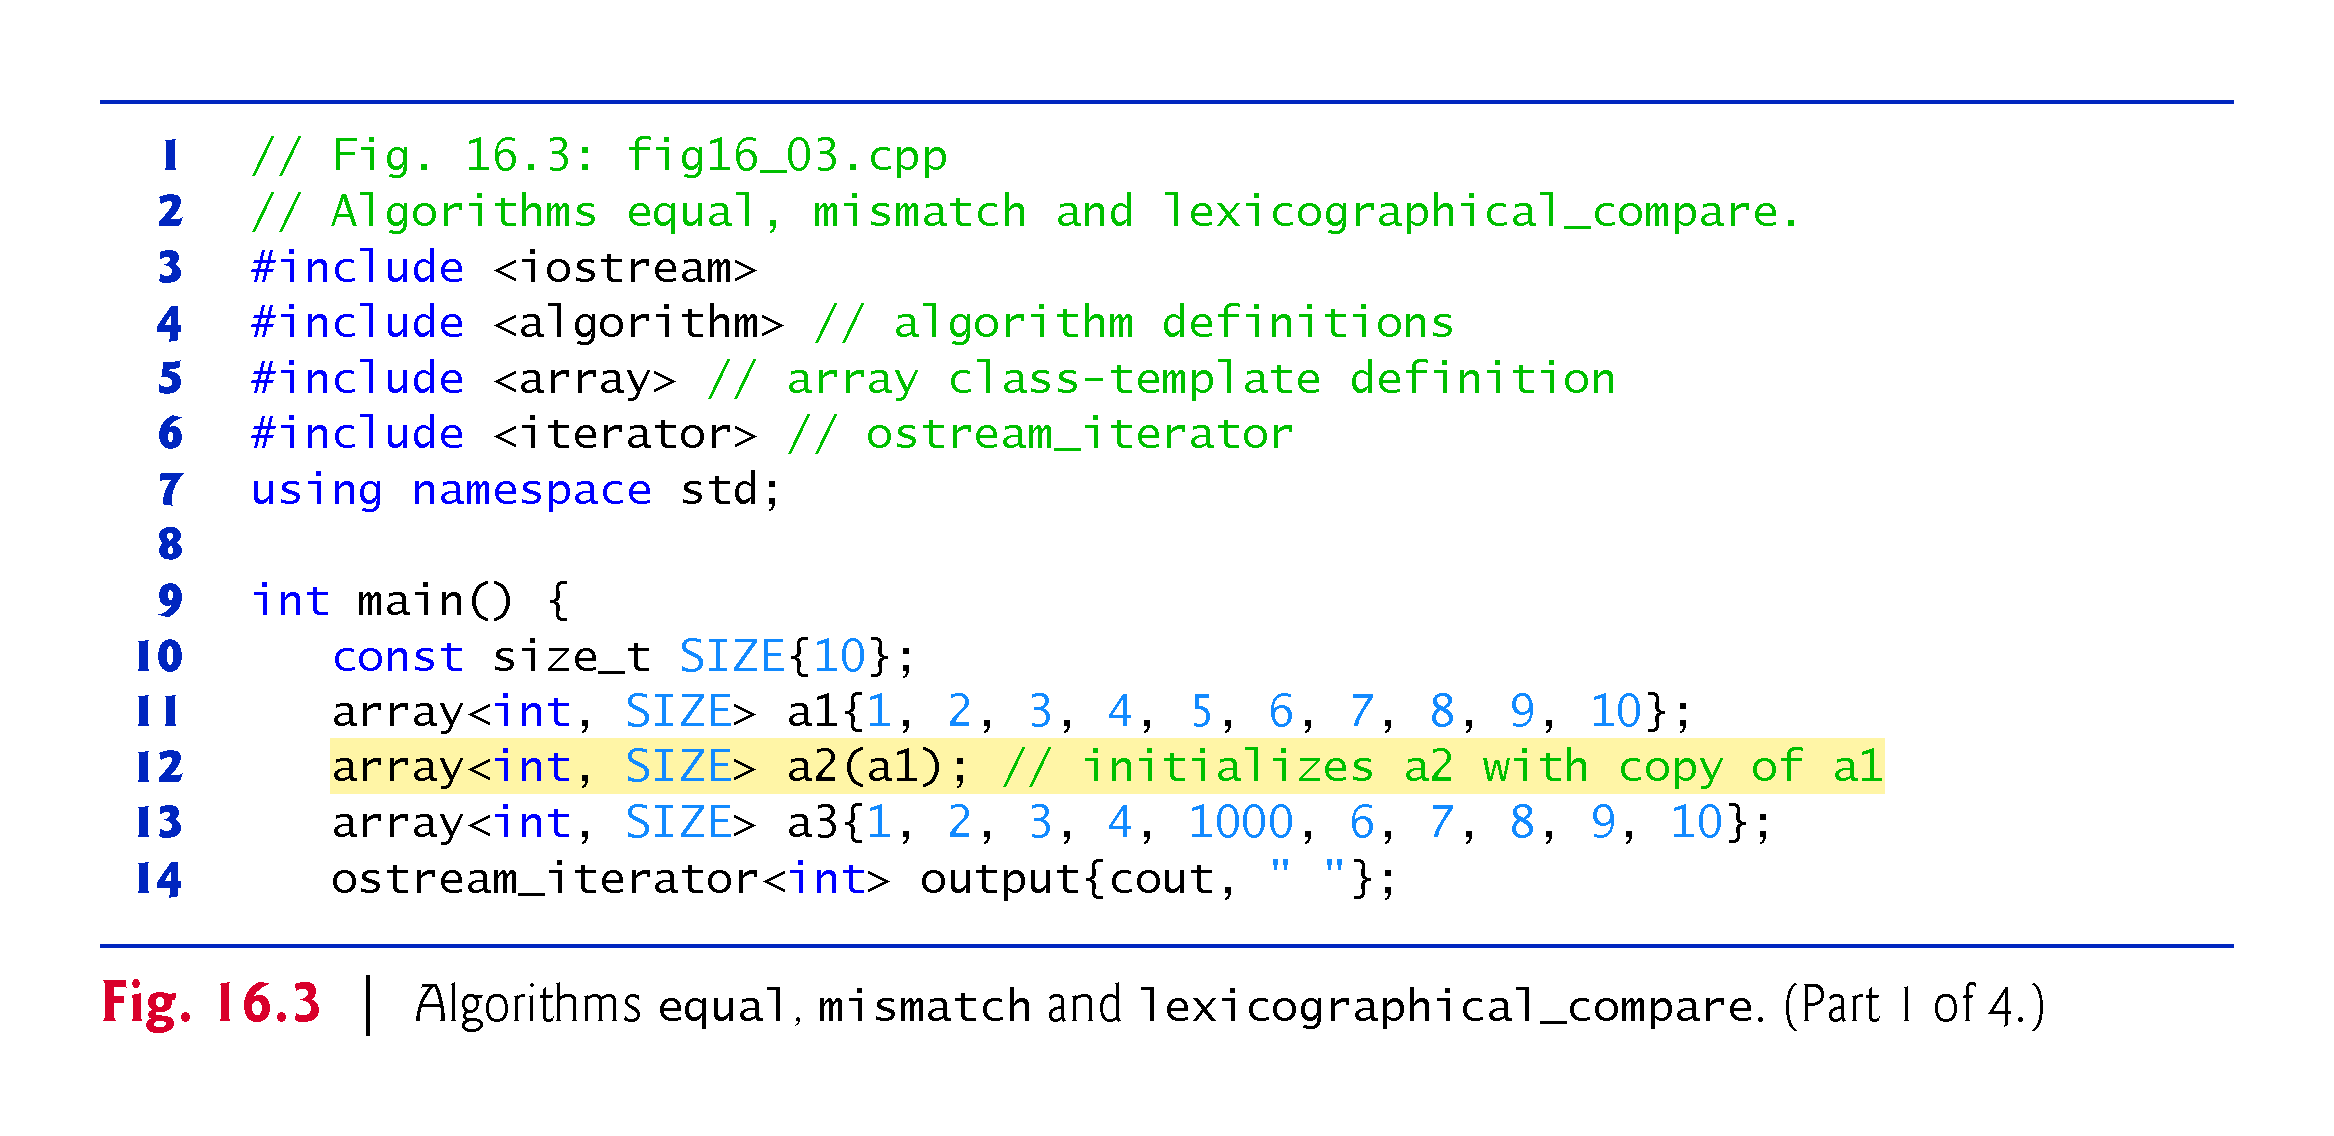 1 // Fig. 16.3: fig16_03.cpp
2 // Algorithms equal, mismatch and lexicographical_compare.
3 #include <iostream>
4 #include <algorithm> // algorithm definitions
5 #include <array> // array class-template definition
6 #include <iterator> // ostream_iterator
7 using namespace std;
8
9 int main() {
10    const size_t SIZE{10};
11    array<int, SIZE> a1{1, 2, 3, 4, 5, 6, 7, 8, 9, 10};
12    array<int, SIZE> a2(a1); // initializes a2 with copy of a1
13    array<int, SIZE> a3{1, 2, 3, 4, 1000, 6, 7, 8, 9, 10};
14    ostream_iterator<int> output{cout, " "};
Fig. 16.3 | Algorithms equal, mismatch and lexicographical_compare. (Part 1 of 4.)